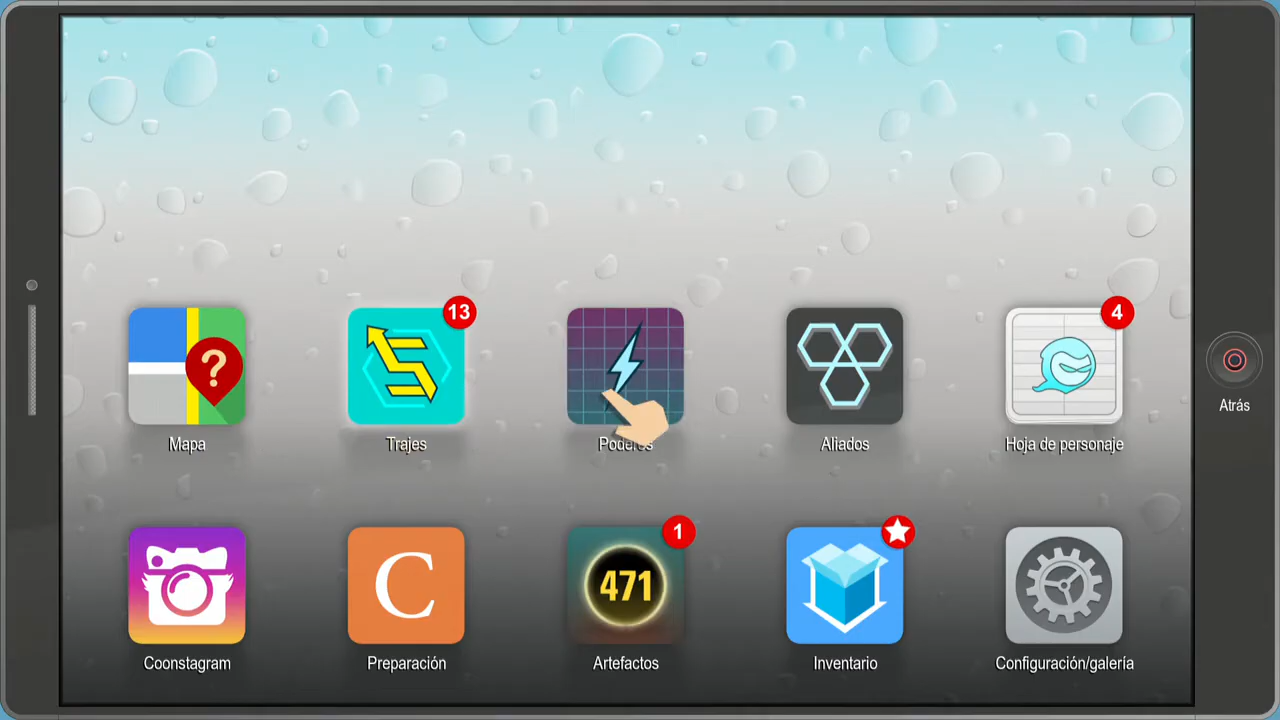 13
4
?
Mapa
Trajes
Poderes
Aliados
Hoja de personaje
Atrás
1
C
471
Coonstagram
Preparación
Artefactos
Inventario
Configuración/galería